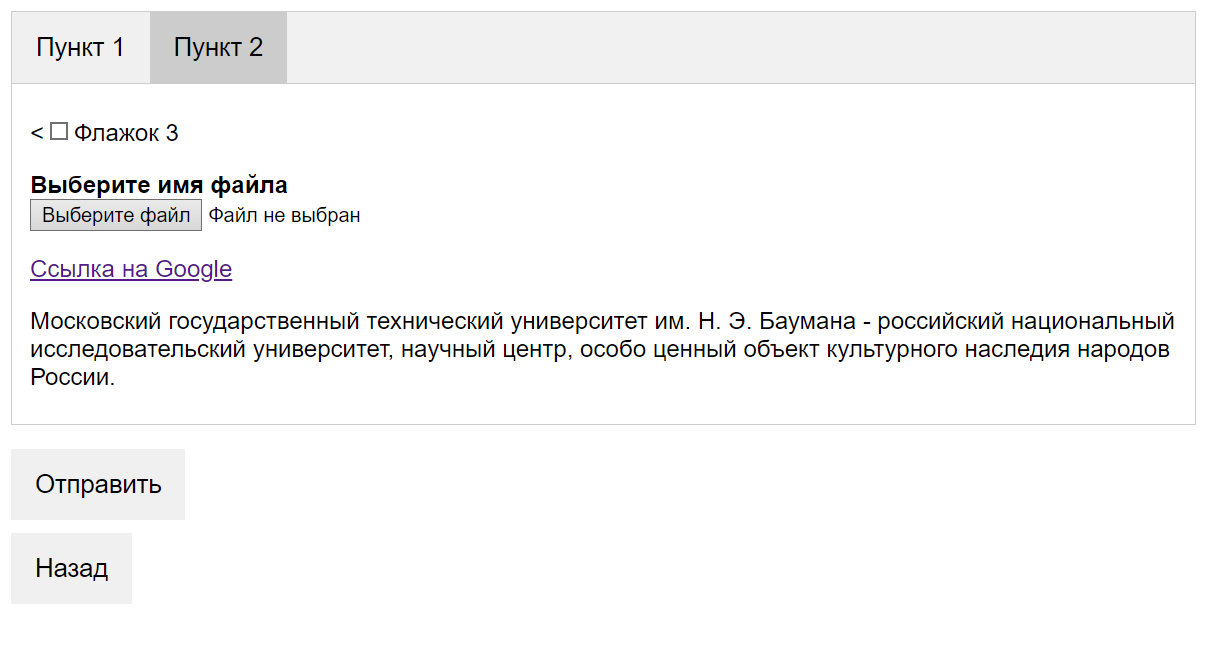 Пункт 1 Пункт 2
< Флажок 3
Выберите имя файла
Выберите файл Файл не выбран
Ссылка на Google
Московский государственный технический университет им. Н. Э. Баумана - российский национальный
исследовательский университет, научный центр, особо ценный объект культурного наследия народов
России.
Отправить
Назад